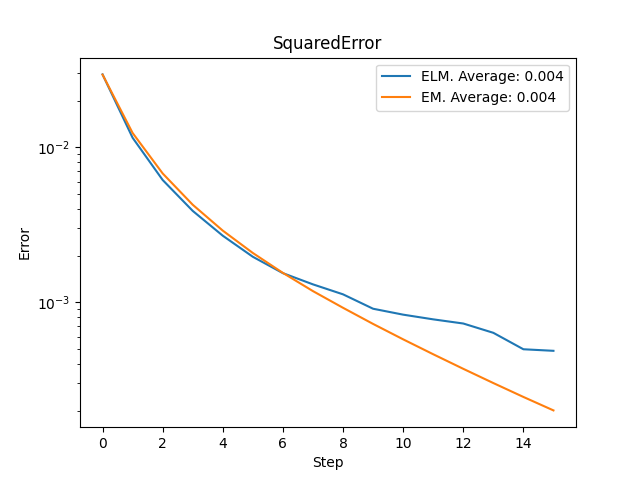 SquaredError
ELM. Average: 0.004
EM. Average: 0.004
Error
10⁻²
10⁻³
0 2 4 6 8 10 12 14
Step